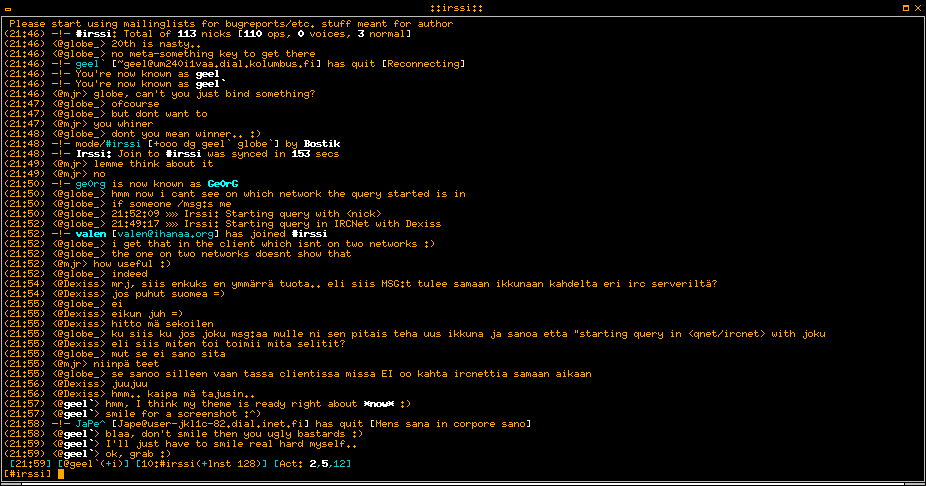 ::irssi::
Please start using mailinglists for bugreports/etc. stuff meant for author
(21:46) -!- #irssi: Total of 113 nicks [110 ops, 0 voices, 3 normal]
(21:46) <@globe_> 20th is nasty..
(21:46) <@globe_> no meta-something key to get there
(21:46) -!- geel` [~geel@um240i1vaa.dial.kolumbus.fi] has quit [Reconnecting]
(21:46) -!- You're now known as geel
(21:46) -!- You're now known as geel`
(21:46) <@mjr> globe, can't you just bind something?
(21:47) <@globe_> ofcourse
(21:47) <@globe_> but dont want to
(21:47) <@mjr> you whiner
(21:48) <@globe_> dont you mean winner.. :)
(21:48) -!- mode/#irssi [+ooo dg geel` globe`] by Bostik
(21:48) -!- Irssi: Join to #irssi was synced in 153 secs
(21:49) <@mjr> lemme think about it
(21:49) <@mjr> no
(21:50) -!- ge0rg is now known as Ge0rG
(21:50) <@globe_> hmm now i cant see on which network the query started is in
(21:50) <@globe_> if someone /msg:s me
(21:50) <@globe_> 21:52:09 »» Irssi: Starting query with <nick>
(21:52) <@globe_> 21:49:17 »» Irssi: Starting query in IRCNet with Dexiss
(21:52) -!- valen [valen@ihanaa.org] has joined #irssi
(21:52) <@globe_> i get that in the client which isnt on two networks :)
(21:52) <@globe_> the one on two networks doesnt show that
(21:52) <@mjr> how useful :)
(21:52) <@globe_> indeed
(21:54) <@Dexiss> mrj, siis enkuks en ymmärrä tuota.. eli siis MSG:t tulee samaan ikkunaan kahdelta eri irc serveriltä?
(21:54) <@Dexiss> jos puhut suomea =)
(21:55) <@globe_> ei
(21:55) <@Dexiss> eikun juh =)
(21:55) <@Dexiss> hitto mä sekoilen
(21:55) <@globe_> ku siis ku jos joku msg:aa mulle ni sen pitais teha uus ikkuna ja sanoa etta "starting query in <qnet/ircnet> with joku
(21:55) <@Dexiss> eli siis miten toi toimii mita selitit?
(21:55) <@globe_> mut se ei sano sita
(21:55) <@mjr> niinpä teet
(21:55) <@globe_> se sanoo silleen vaan tassa clientissa missa EI oo kahta ircnettia samaan aikaan
(21:56) <@Dexiss> juujuu
(21:56) <@Dexiss> hmm.. kaipa mä tajusin..
(21:57) <@geel`> hmm, I think my theme is ready right about *now* :)
(21:57) <@geel`> smile for a screenshot :^)
(21:58) -!- JaPe^ [Jape@user-jkl1c-82.dial.inet.fi] has quit [Mens sana in corpore sano]
(21:58) <@geel`> blaa, don't smile then you ugly bastards :)
(21:59) <@geel`> I'll just have to smile real hard myself..
(21:59) <@geel`> ok, grab :)
[21:59] [@geel`(+i)] [10:#irssi(+lnst 128)] [Act: 2,5,12]
[#irssi]